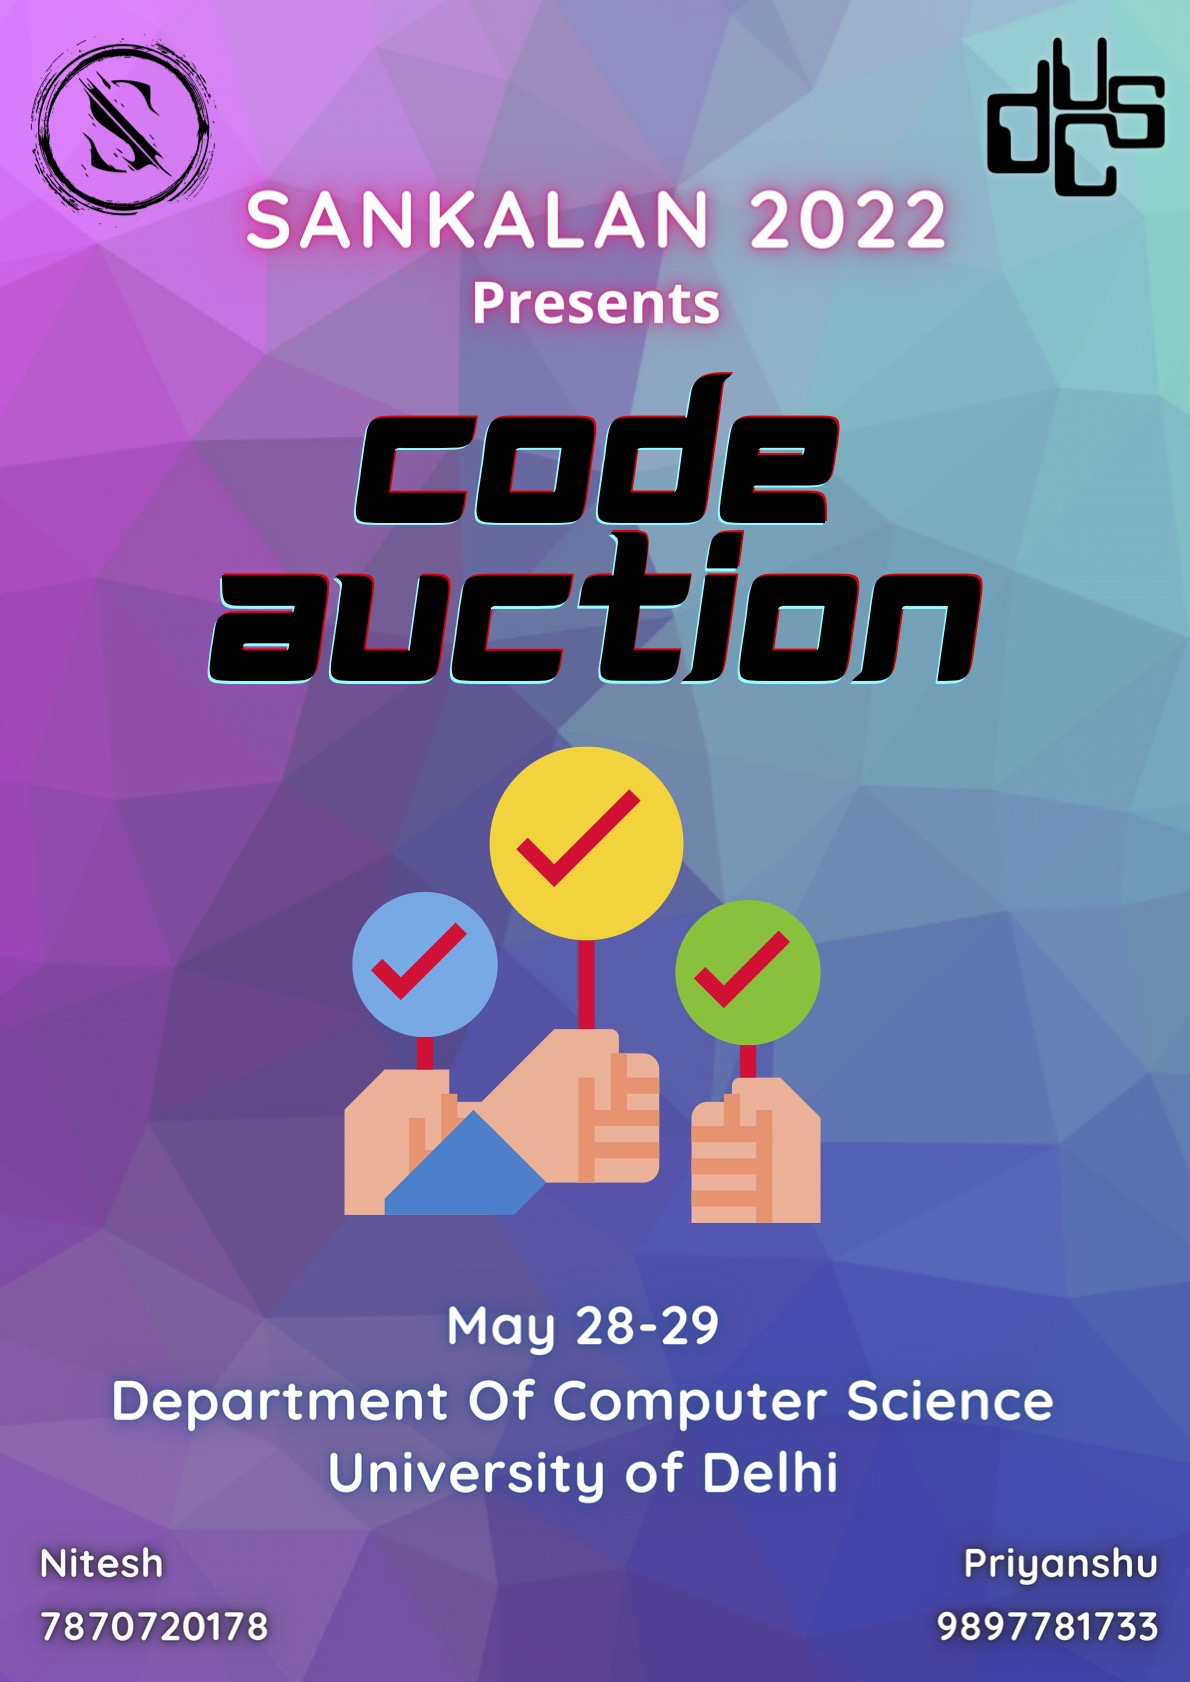 S
ducs
SANKALAN 2022
Presents
code
auction
May 28-29
Department Of Computer Science
University of Delhi
Nitesh
7870720178
Priyanshu
9897781733